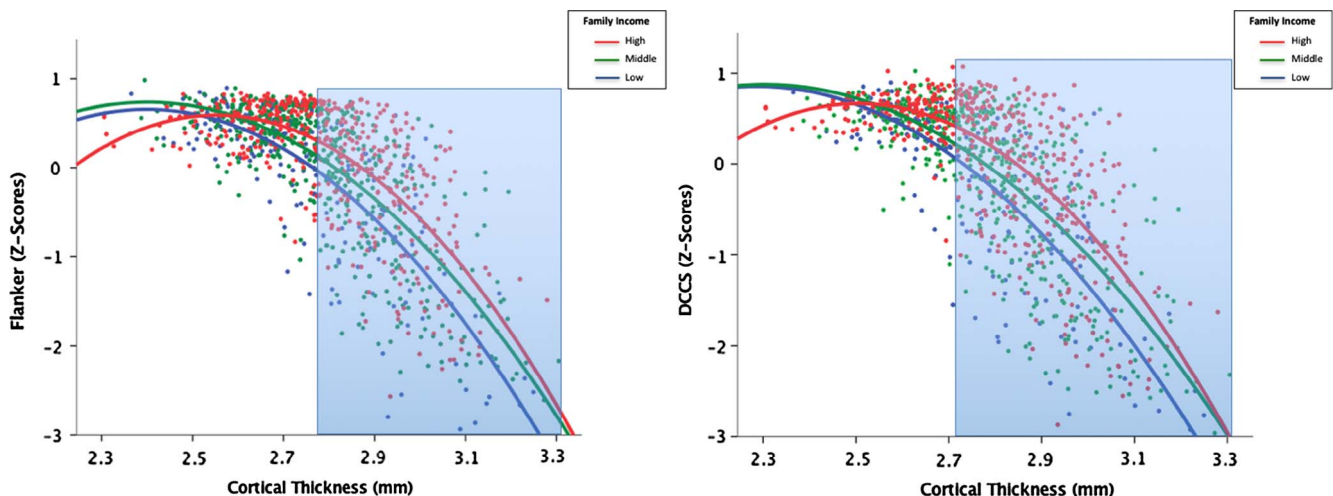 Family Income
High
Middle
Low
1
0
-1
-2
-3
2.3 2.5 2.7 2.9 3.1 3.3
Cortical Thickness (mm)
Flanker (Z-Scores)
Family Income
High
Middle
Low
1
0
-1
-2
-3
2.3 2.5 2.7 2.9 3.1 3.3
Cortical Thickness (mm)
DCCS (Z-Scores)